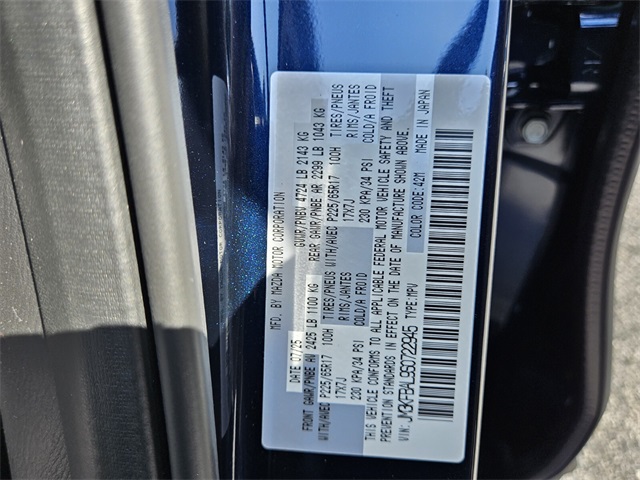 MFD. BY MAZDA MOTOR CORPORATION
DATE 07/25 GVWR/PNBV 4724 LB 2143 KG
FRONT GAWR/PNBE AV 2425 LB 1100 KG REAR GAWR/PNBE AR 2299 LB 1043 KG
WITH/AVEC P225/65R17 100H TIRES/PNEUS WITH/AVEC P225/65R17 100H TIRES/PNEUS
17X7J RIMS/JANTES 17X7J RIMS/JANTES
230 KPA/34 PSI COLD/A FROID 230 KPA/34 PSI COLD/A FROID
THIS VEHICLE CONFORMS TO ALL APPLICABLE FEDERAL MOTOR VEHICLE SAFETY AND THEFT
PREVENTION STANDARDS IN EFFECT ON THE DATE OF MANUFACTURE SHOWN ABOVE.
COLOR CODE:42M MADE IN JAPAN
VIN: TYPE:MPV